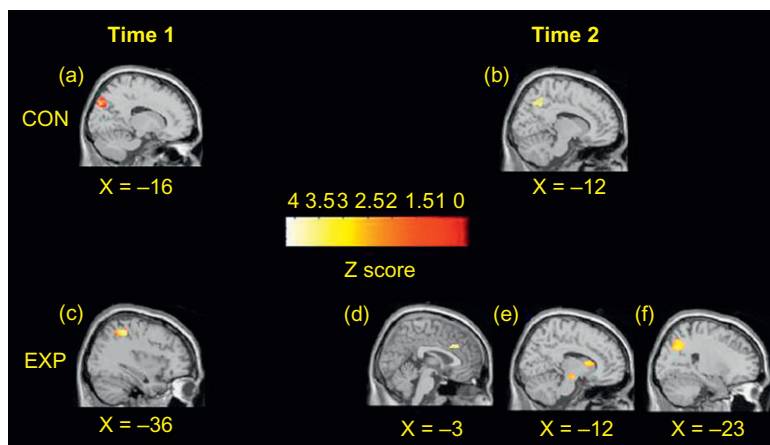 Time 1 Time 2
(a) (b)
CON
X = –16 X = –12
4 3.53 2.52 1.51 0
Z score
(c) (d) (e) (f)
EXP
X = –36 X = –3 X = –12 X = –23